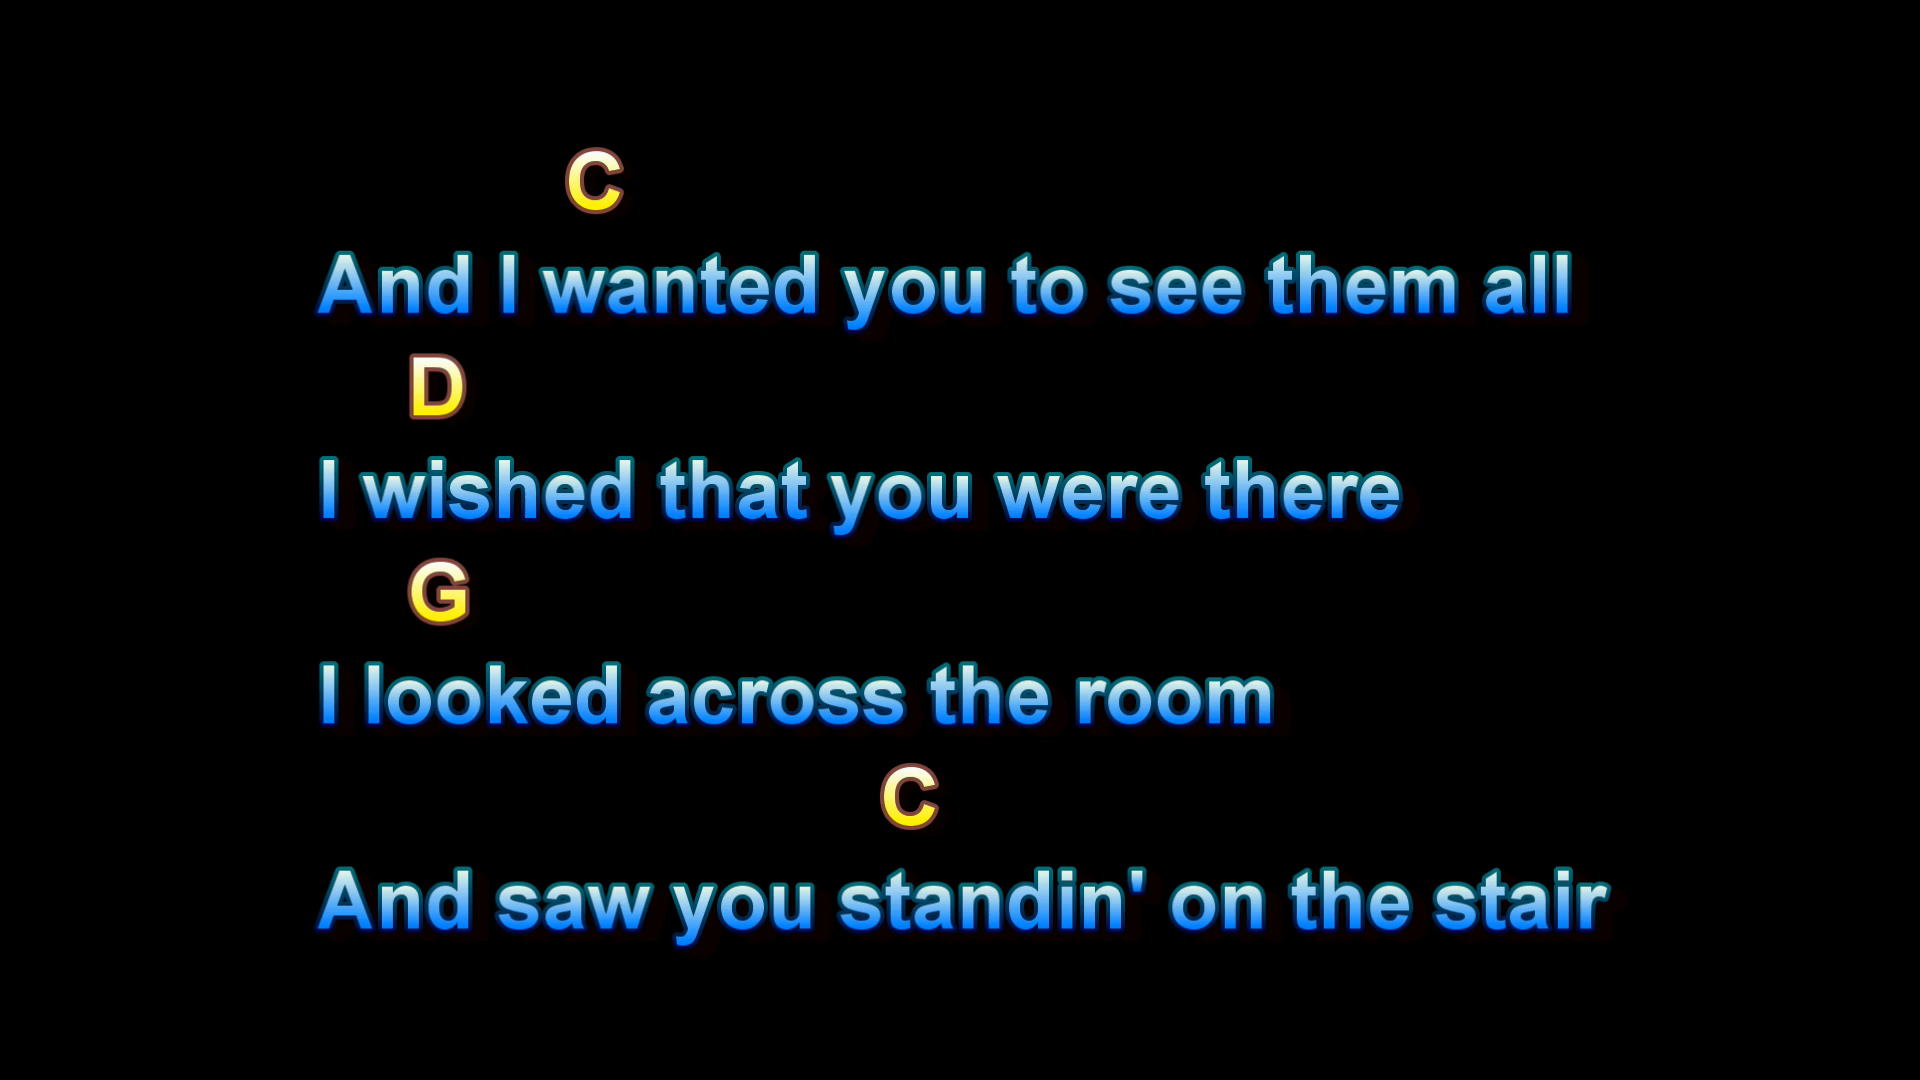 C
And I wanted you to see them all
D
I wished that you were there
G
I looked across the room
C
And saw you standin' on the stair